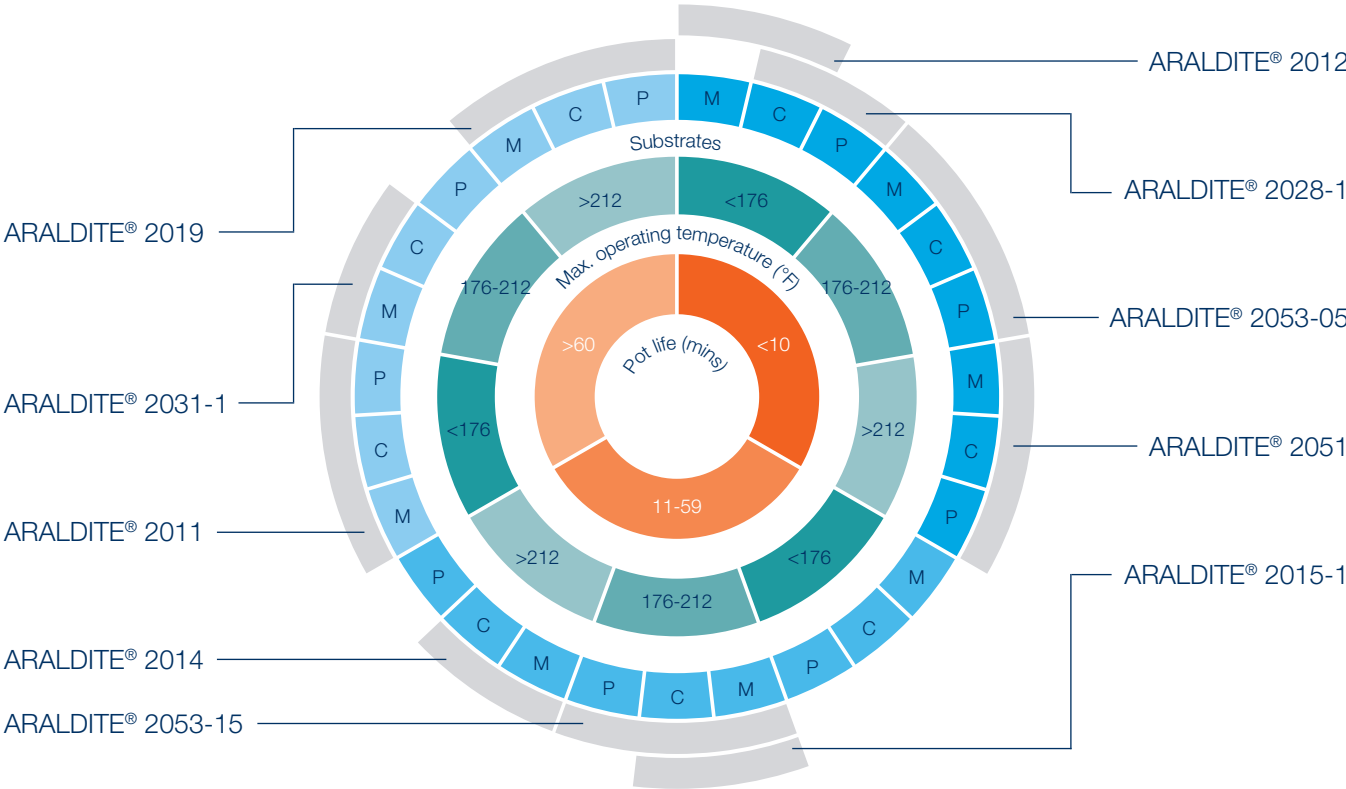 ARALDITE® 2012
ARALDITE® 2028-1
ARALDITE® 2053-05
ARALDITE® 2051
ARALDITE® 2015-1
ARALDITE® 2019
ARALDITE® 2031-1
ARALDITE® 2011
ARALDITE® 2014
ARALDITE® 2053-15
M
C
P
M
C
P
M
C
P
M
C
P
M
C
P
M
C
P
M
C
P
M
C
P
M
C
P
Substrates
<176
176-212
>212
<176
176-212
>212
<176
176-212
>212
Max. operating temperature (°F)
<10
11-59
>60
Pot life (mins)